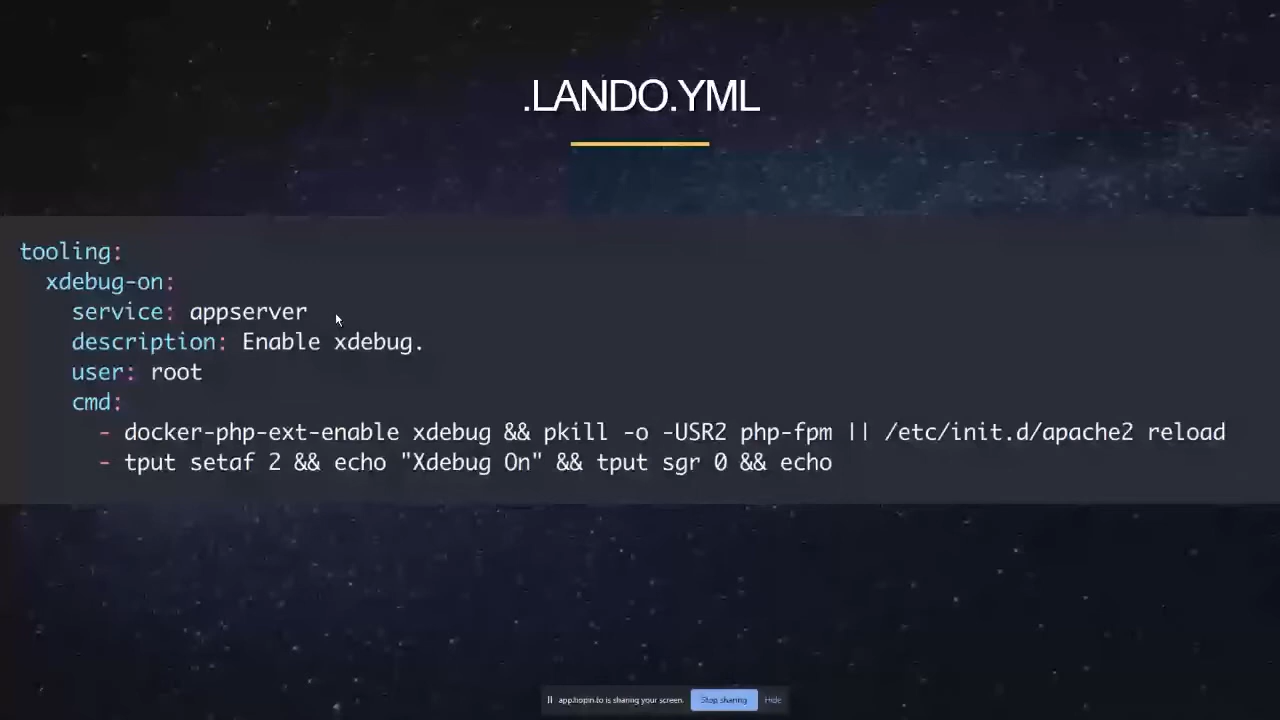 .LANDO.YML
tooling:
xdebug-on:
service: appserver
description: Enable xdebug.
user: root
cmd:
- docker-php-ext-enable xdebug && pkill -o -USR2 php-fpm || /etc/init.d/apache2 reload
- tput setaf 2 && echo "Xdebug On" && tput sgr 0 && echo
app.hopin.to is sharing your screen. Stop sharing Hide